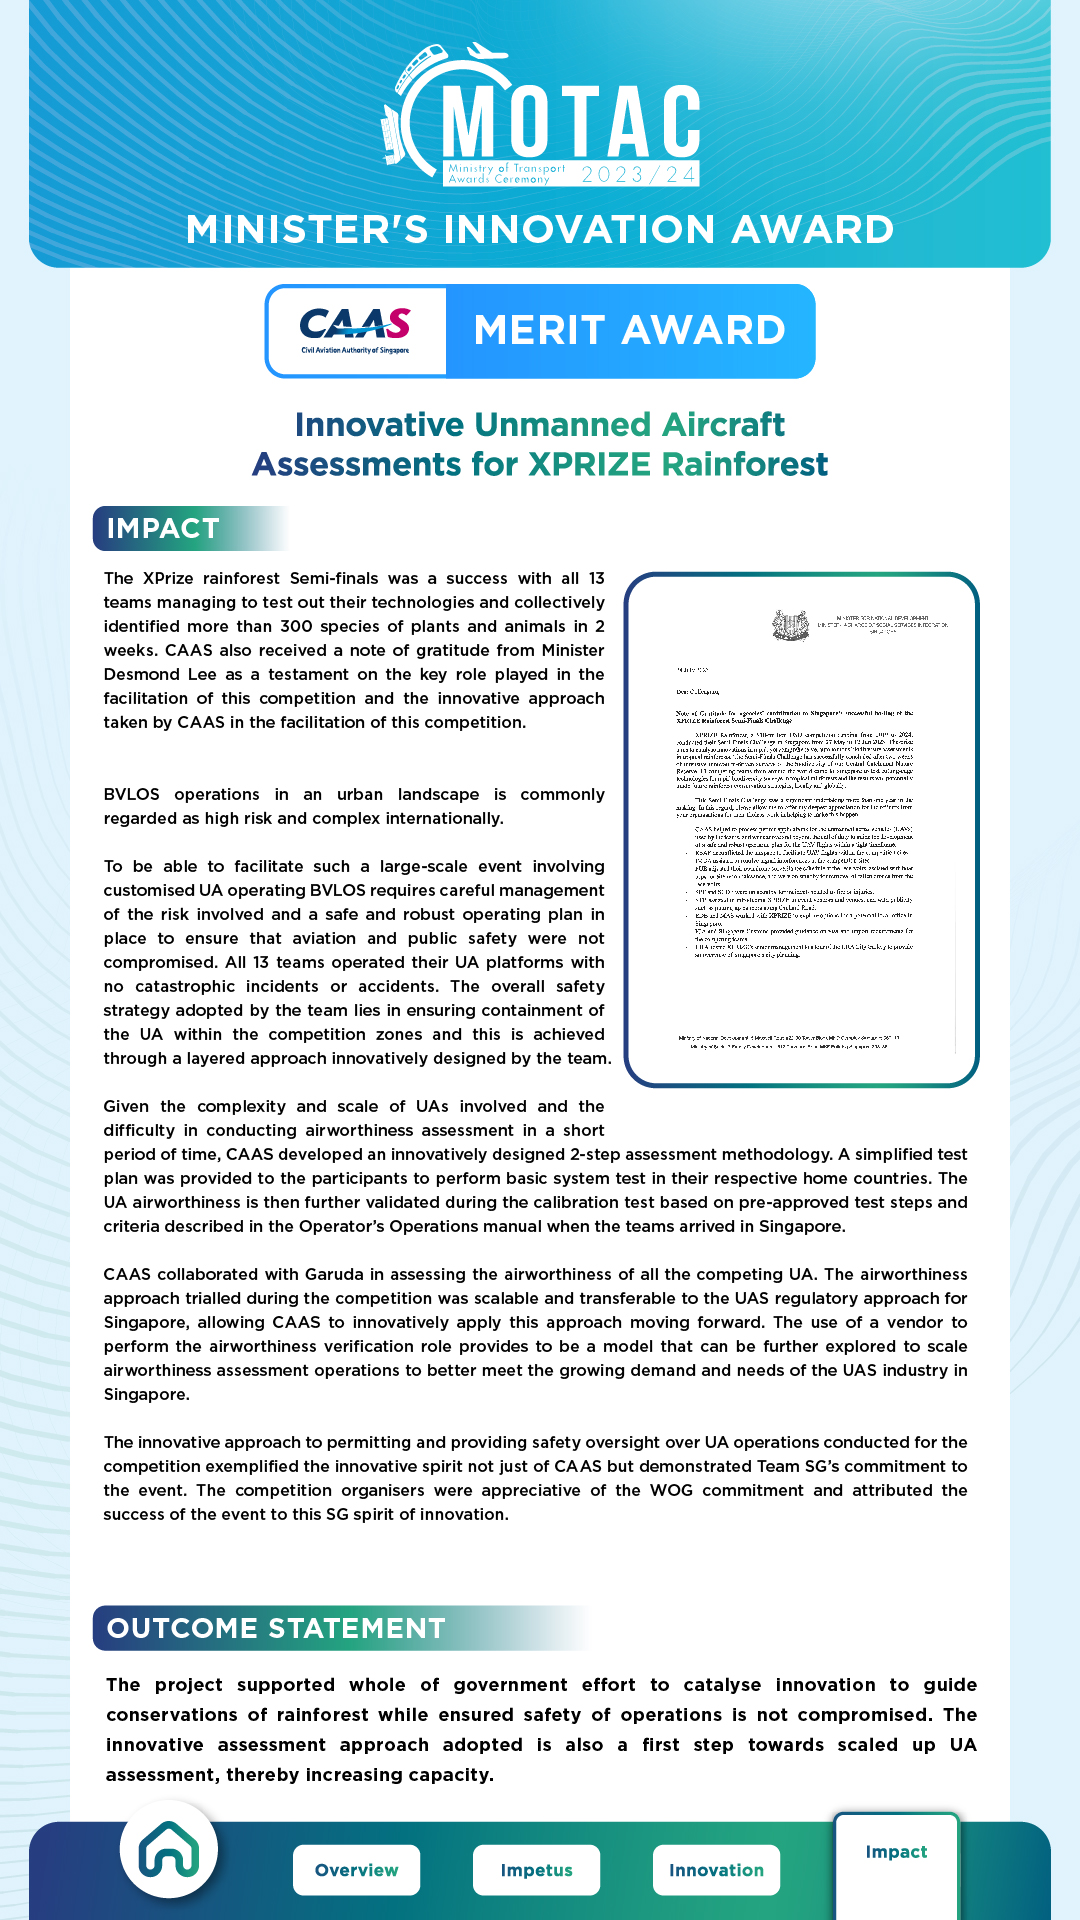 MOTAC
Ministry of Transport
Awards Ceremony
2023/24
MINISTER'S INNOVATION AWARD
CAAS
Civil Aviation Authority of Singapore
MERIT AWARD
Innovative Unmanned Aircraft
Assessments for XPRIZE Rainforest
IMPACT
The XPrize rainforest Semi-finals was a success with all 13
teams managing to test out their technologies and collectively
identified more than 300 species of plants and animals in 2
weeks. CAAS also received a note of gratitude from Minister
Desmond Lee as a testament on the key role played in the
facilitation of this competition and the innovative approach
taken by CAAS in the facilitation of this competition.
BVLOS operations in an urban landscape is commonly
regarded as high risk and complex internationally.
To be able to facilitate such a large-scale event involving
customised UA operating BVLOS requires careful management
of the risk involved and a safe and robust operating plan in
place to ensure that aviation and public safety were not
compromised. All 13 teams operated their UA platforms with
no catastrophic incidents or accidents. The overall safety
strategy adopted by the team lies in ensuring containment of
the UA within the competition zones and this is achieved
through a layered approach innovatively designed by the team.
Given the complexity and scale of UAs involved and the
difficulty in conducting airworthiness assessment in a short
period of time, CAAS developed an innovatively designed 2-step assessment methodology. A simplified test
plan was provided to the participants to perform basic system test in their respective home countries. The
UA airworthiness is then further validated during the calibration test based on pre-approved test steps and
criteria described in the Operator's Operations manual when the teams arrived in Singapore.
CAAS collaborated with Garuda in assessing the airworthiness of all the competing UA. The airworthiness
approach trialled during the competition was scalable and transferable to the UAS regulatory approach for
Singapore, allowing CAAS to innovatively apply this approach moving forward. The use of a vendor to
perform the airworthiness verification role provides to be a model that can be further explored to scale
airworthiness assessment operations to better meet the growing demand and needs of the UAS industry in
Singapore.
The innovative approach to permitting and providing safety oversight over UA operations conducted for the
competition exemplified the innovative spirit not just of CAAS but demonstrated Team SG's commitment to
the event. The competition organisers were appreciative of the WOG commitment and attributed the
success of the event to this SG spirit of innovation.
MINISTER FOR NATIONAL DEVELOPMENT
Dear Colleagues,
Note of Gratitude for agencies' contribution to Singapore's successful hosting of the
XPRIZE Rainforest Semi-Finals Challenge
OUTCOME STATEMENT
The project supported whole of government effort to catalyse innovation to guide
conservations of rainforest while ensured safety of operations is not compromised. The
innovative assessment approach adopted is also a first step towards scaled up UA
assessment, thereby increasing capacity.
Overview
Impetus
Innovation
Impact